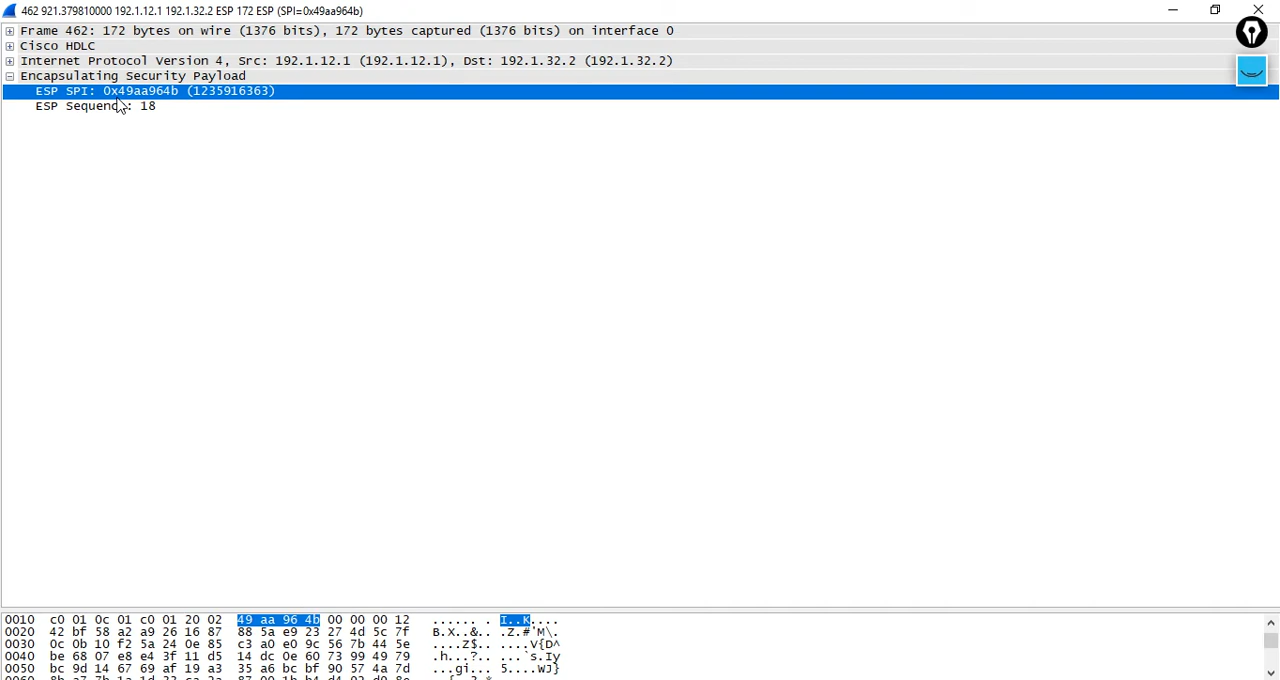 462 921.379810000 192.1.12.1 192.1.32.2 ESP 172 ESP (SPI=0x49aa964b)
Frame 462: 172 bytes on wire (1376 bits), 172 bytes captured (1376 bits) on interface 0
Cisco HDLC
Internet Protocol Version 4, Src: 192.1.12.1 (192.1.12.1), Dst: 192.1.32.2 (192.1.32.2)
Encapsulating Security Payload
ESP SPI: 0x49aa964b (1235916363)
ESP Sequence: 18
0010 c0 01 0c 01 c0 01 20 02 49 aa 96 4b 00 00 00 12 ...... . I..K....
0020 42 bf 58 a2 a9 26 16 87 88 5a e9 23 27 4d 5c 7f B.X..&.. .Z.#'M\.
0030 0c 0b 10 f2 5a 24 0e 85 c3 a0 e0 9c 56 7b 44 5e ....Z$.. ....V{D^
0040 be 68 07 e8 e4 3f 11 d5 14 dc 0e 60 73 99 49 79 .h...?.. ...`s.Iy
0050 bc 9d 14 67 69 af 19 a3 35 a6 bc bf 90 57 4a 7d ...gi... 5....WJ}